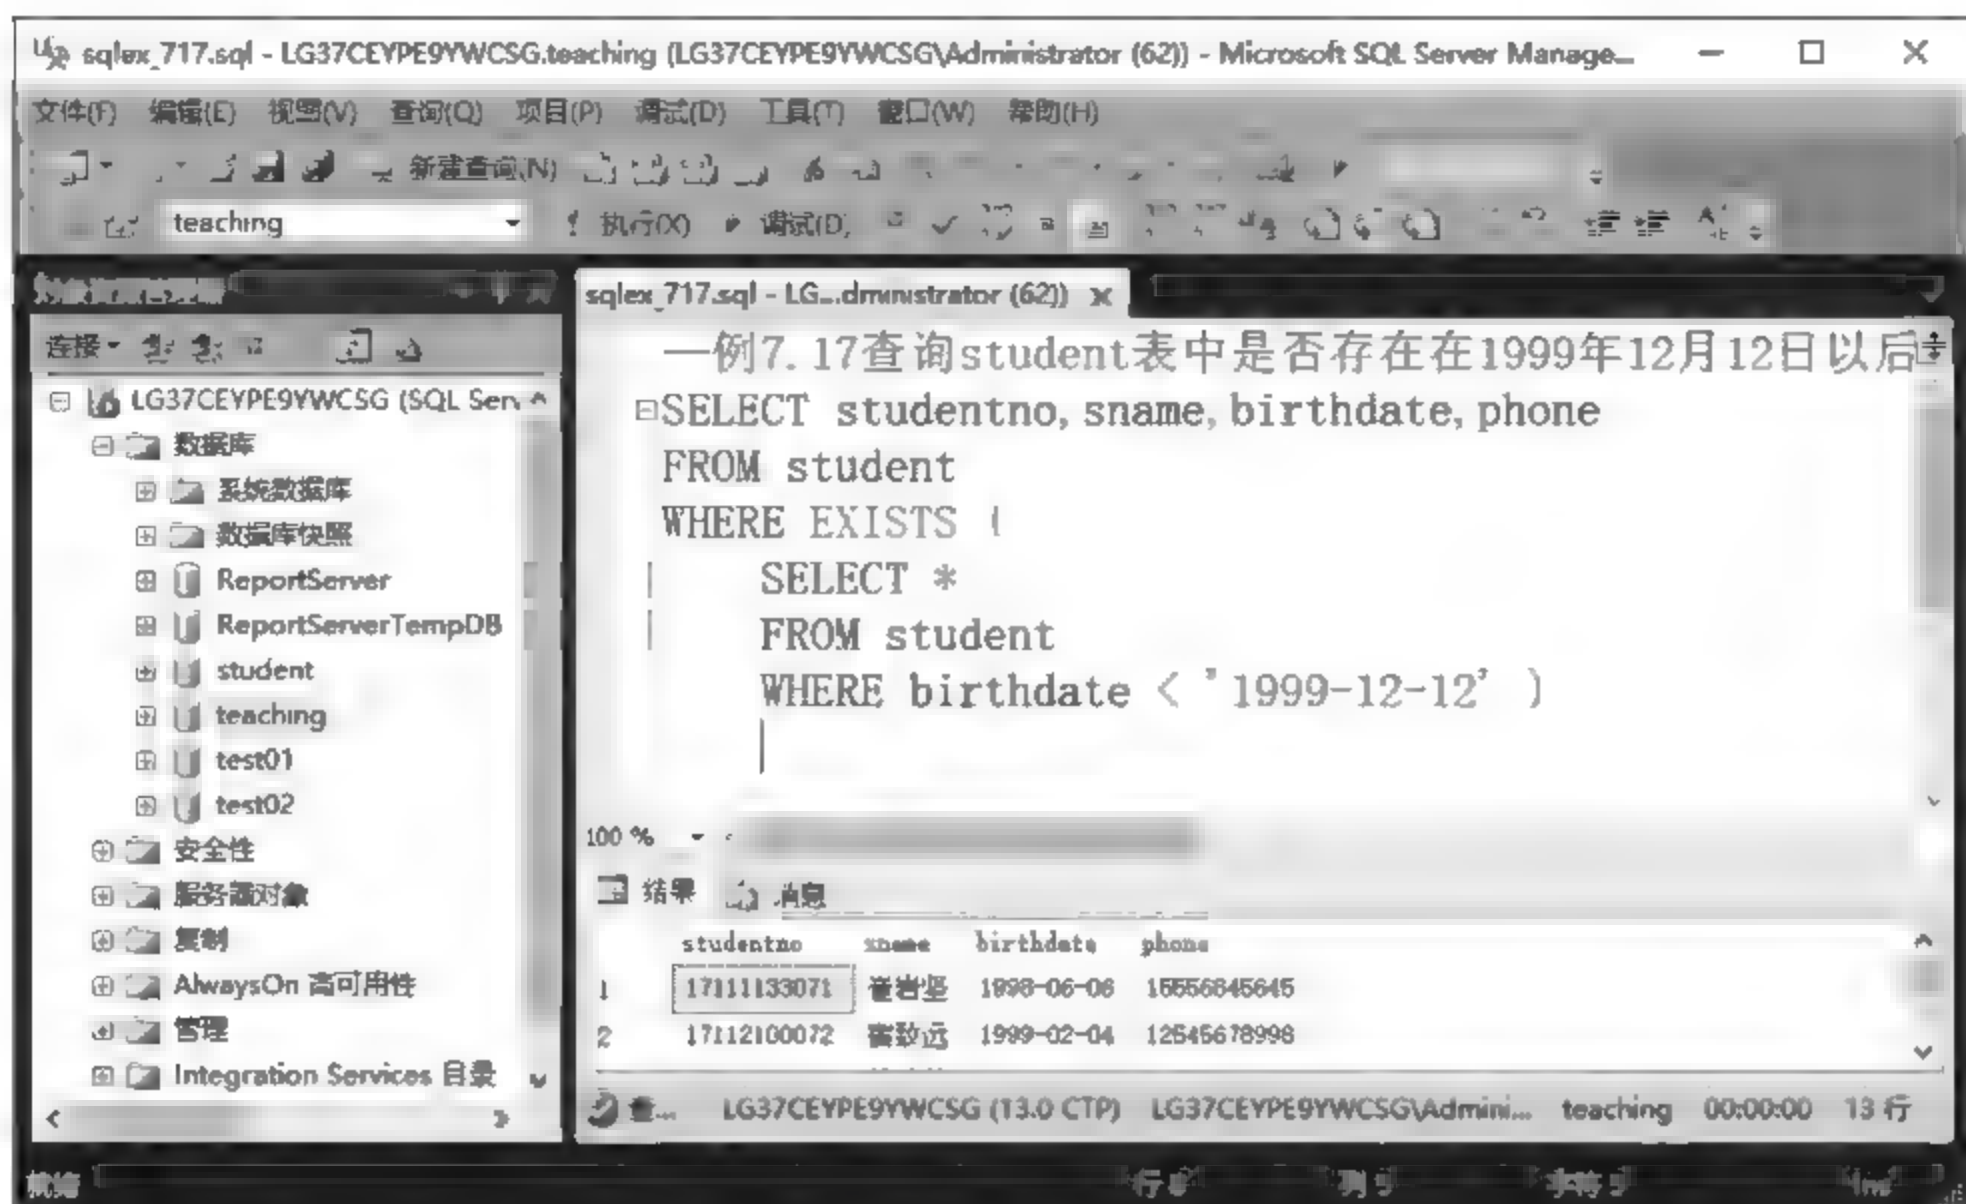 sqlex_717.sql - LG37CEYPE9YWCSG.teaching (LG37CEYPE9YWCSG\Administrator (62)) - Microsoft SQL Server Manage...
文件(F) 编辑(E) 视图(V) 查询(Q) 项目(P) 调试(D) 工具(T) 窗口(W) 帮助(H)
新建查询(N)
teaching 执行(X) 调试(D)
sqlex_717.sql - LG...dministrator (62))
连接
LG37CEYPE9YWCSG (SQL Serv
数据库
系统数据库
数据库快照
ReportServer
ReportServerTempDB
student
teaching
test01
test02
安全性
服务器对象
复制
AlwaysOn 高可用性
管理
Integration Services 目录
—例7.17查询student表中是否存在在1999年12月12日以后
SELECT studentno,sname,birthdate,phone
FROM student
WHERE EXISTS (
SELECT *
FROM student
WHERE birthdate < '1999-12-12' )
100 %
结果 消息
studentno sname birthdate phone
1 17111133071 崔岩坚 1998-06-06 15556845645
2 17112100072 宿致远 1999-02-04 12545678998
查... LG37CEYPE9YWCSG (13.0 CTP) LG37CEYPE9YWCSG\Admini... teaching 00:00:00 13 行
就绪
Ins